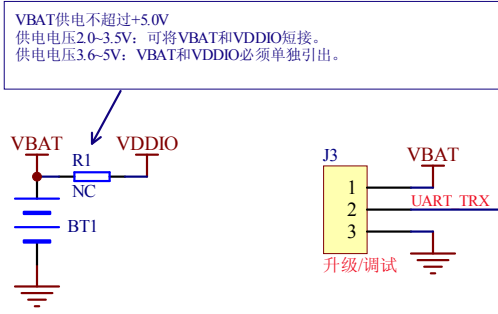 VBAT供电不超过+5.0V
供电电压2.0~3.5V：可将VBAT和VDDIO短接。
供电电压3.6~5V：VBAT和VDDIO必须单独引出。
VBAT
VDDIO
R1
NC
BT1
J3
VBAT
1
2
3
UART_TRX
升级/调试